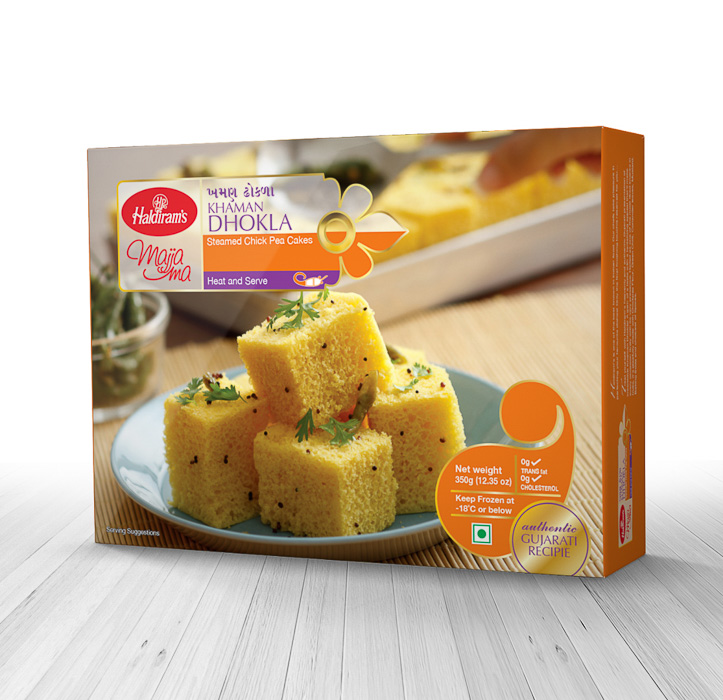 Haldiram's
Majja
ma
ખમણ ઢોકળા
KHAMAN
DHOKLA
Steamed Chick Pea Cakes
Heat and Serve
Net weight
350g (12.35 oz)
0g
TRANS fat
0g
CHOLESTEROL
Keep Frozen at
-18°C or below
authentic
GUJARATI
RECIPIE
Serving Suggestions
Haldiram's